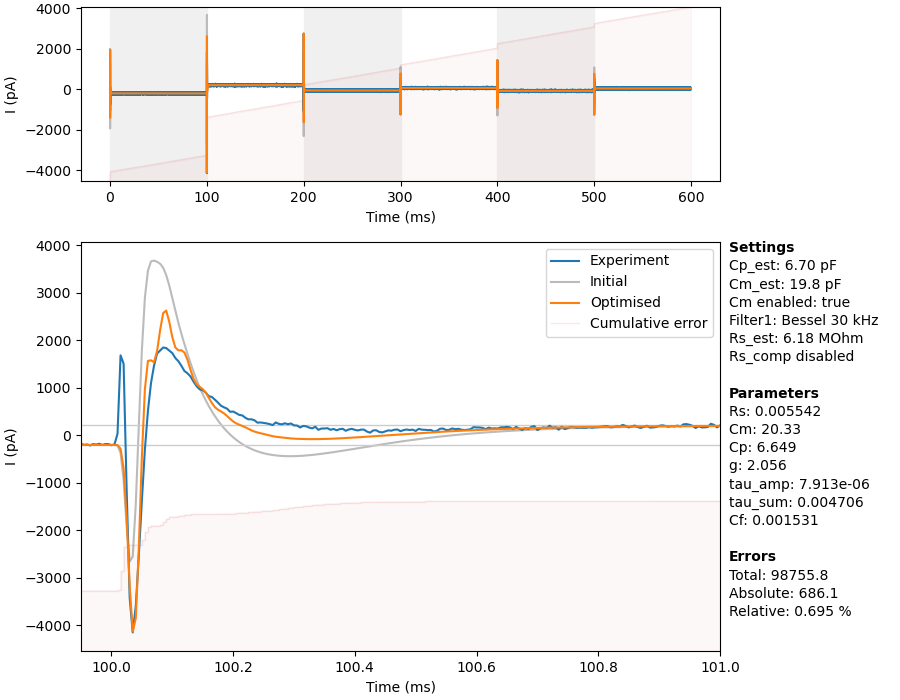 4000
2000
0
−2000
−4000
I (pA)
0 100 200 300 400 500 600
Time (ms)
4000
3000
2000
1000
0
−1000
−2000
−3000
−4000
I (pA)
Experiment
Initial
Optimised
Cumulative error
100.0 100.2 100.4 100.6 100.8 101.0
Time (ms)
Settings
Cp_est: 6.70 pF
Cm_est: 19.8 pF
Cm enabled: true
Filter1: Bessel 30 kHz
Rs_est: 6.18 MOhm
Rs_comp disabled
Parameters
Rs: 0.005542
Cm: 20.33
Cp: 6.649
g: 2.056
tau_amp: 7.913e-06
tau_sum: 0.004706
Cf: 0.001531
Errors
Total: 98755.8
Absolute: 686.1
Relative: 0.695 %